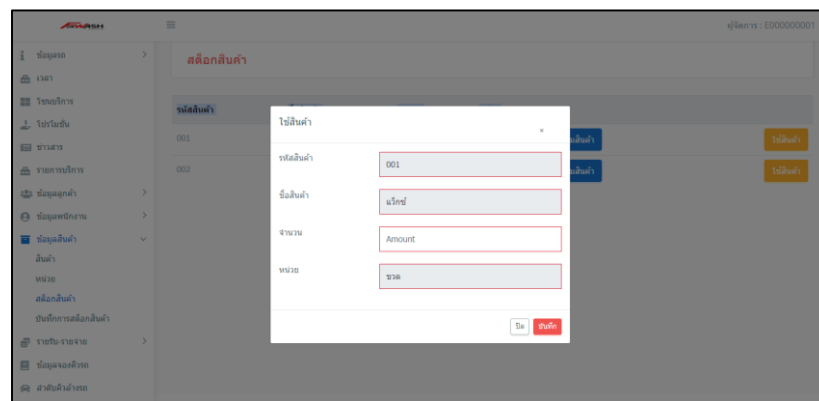 ผู้จัดการ : E000000001
ข้อมูลรถ
เวลา
โซนบริการ
โปรโมชั่น
ข่าวสาร
รายการบริการ
ข้อมูลลูกค้า
ข้อมูลพนักงาน
ข้อมูลสินค้า
สินค้า
หน่วย
สต็อกสินค้า
บันทึกการสต็อกสินค้า
รายรับ-รายจ่าย
ข้อมูลจองคิวรถ
ลำดับคิวล้างรถ
สต็อกสินค้า
รหัสสินค้า
001
ใช้สินค้า
002
ใช้สินค้า
ใช้สินค้า
×
รหัสสินค้า
001
ชื่อสินค้า
แว็กซ์
จำนวน
Amount
หน่วย
ขวด
ปิด
บันทึก